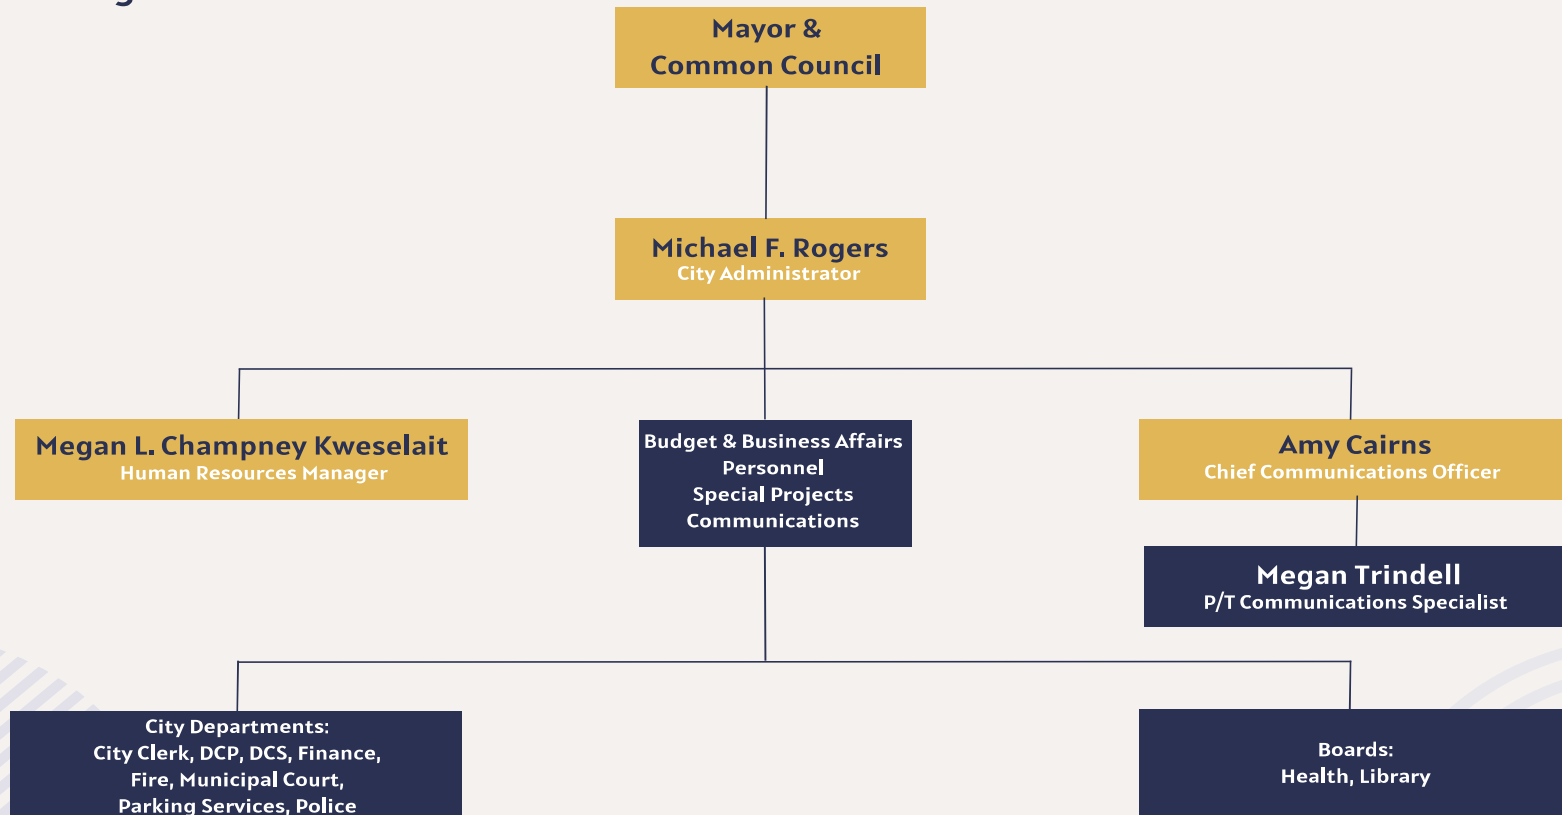 Mayor &
Common Council
Michael F. Rogers
City Administrator
Megan L. Champney Kweselait
Human Resources Manager
Budget & Business Affairs
Personnel
Special Projects
Communications
Amy Cairns
Chief Communications Officer
Megan Trindell
P/T Communications Specialist
City Departments:
City Clerk, DCP, DCS, Finance,
Fire, Municipal Court,
Parking Services, Police
Boards:
Health, Library